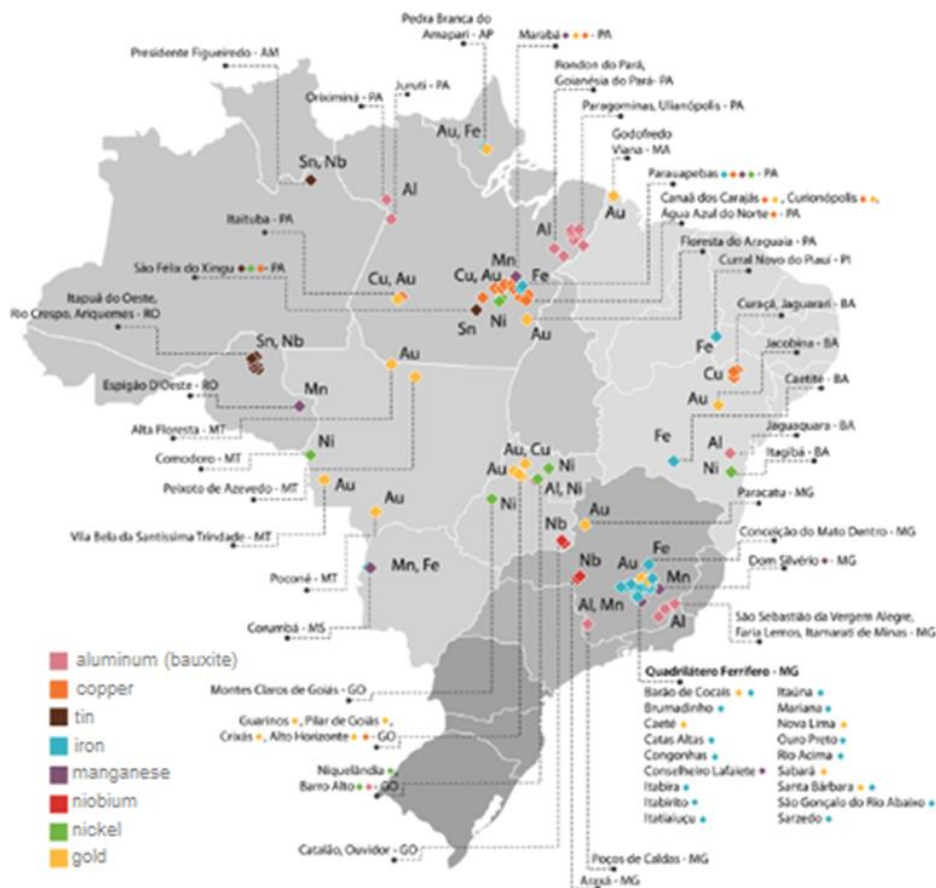 Pedra Branca do
Amapari - AP
Marabá - PA
Presidente Figueiredo - AM
Rondon do Pará,
Goianésia do Pará- PA
Juruti - PA
Oriximiná - PA
Paragominas, Ulianópolis - PA
Godofredo
Viana - MA
Au, Fe
Sn, Nb
Parauapebas - PA
Al
Canaã dos Carajás , Curionópolis ,
Água Azul do Norte - PA
Au
Itaituba - PA
Al
Floresta do Araguaia - PA
Mn
Curral Novo do Piauí - PI
São Félix do Xingu - PA
Cu, Au
Cu, Au
Fe
Itapuã do Oeste,
Rio Crespo, Ariquemes - RO
Curaçá, Jaguarari - BA
Sn
Ni
Au
Sn, Nb
Fe
Jacobina - BA
Au
Cu
Caetité - BA
Espigão D'Oeste - RO
Mn
Au
Alta Floresta - MT
Jaguaquara - BA
Ni
Fe
Al
Au, Cu
Comodoro - MT
Itagibá - BA
Au
Ni
Ni
Peixoto de Azevedo - MT
Au
Al, Ni
Au
Ni
Paracatu - MG
Au
Nb
Vila Bela da Santíssima Trindade - MT
Conceição do Mato Dentro - MG
Fe
Nb
Au
Dom Silvério - MG
Mn, Fe
Mn
Poconé - MT
Al, Mn
Al
São Sebastião da Vergem Alegre,
Faria Lemos, Itamarati de Minas - MG
Corumbá - MS
aluminum (bauxite)
copper
tin
iron
manganese
niobium
nickel
gold
Montes Claros de Goiás - GO
Guarinos , Pilar de Goiás ,
Crixás , Alto Horizonte - GO
Niquelândia
Barro Alto - GO
Catalão, Ouvidor - GO
Quadrilátero Ferrífero - MG
Barão de Cocais
Brumadinho
Caeté
Catas Altas
Congonhas
Conselheiro Lafaiete
Itabira
Itabirito
Itatiaiuçu
Itaúna
Mariana
Nova Lima
Ouro Preto
Rio Acima
Sabará
Santa Bárbara
São Gonçalo do Rio Abaixo
Sarzedo
Poços de Caldas - MG
Araxá - MG